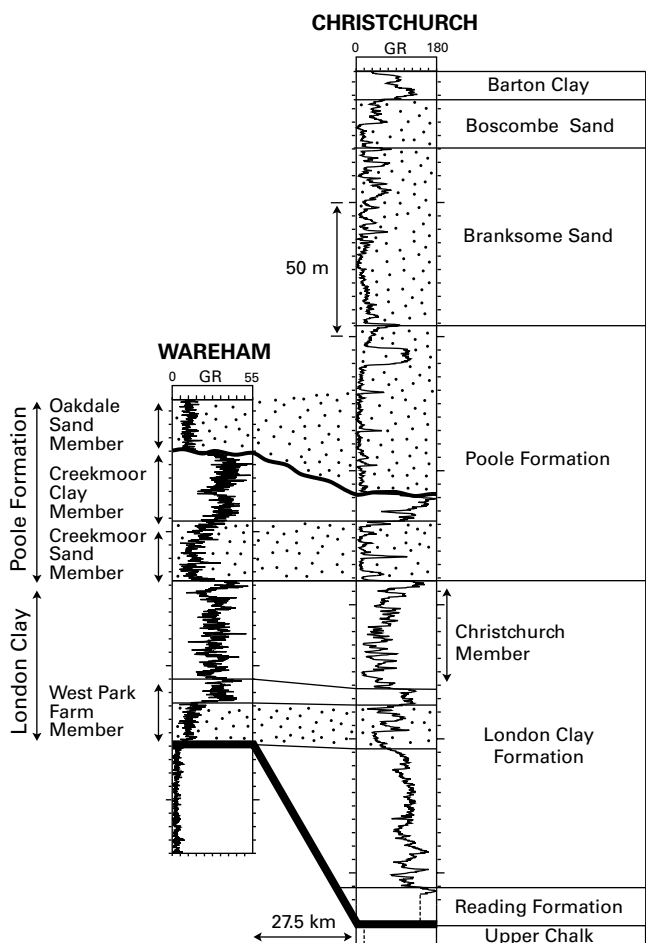 CHRISTCHURCH
0 GR 180
Barton Clay
Boscombe Sand
Branksome Sand
50 m
WAREHAM
0 GR 55
Oakdale
Sand
Member
Creekmoor
Clay
Member
Creekmoor
Sand
Member
Poole Formation
Poole Formation
London Clay
West Park
Farm
Member
Christchurch
Member
London Clay
Formation
Reading Formation
27.5 km
Upper Chalk